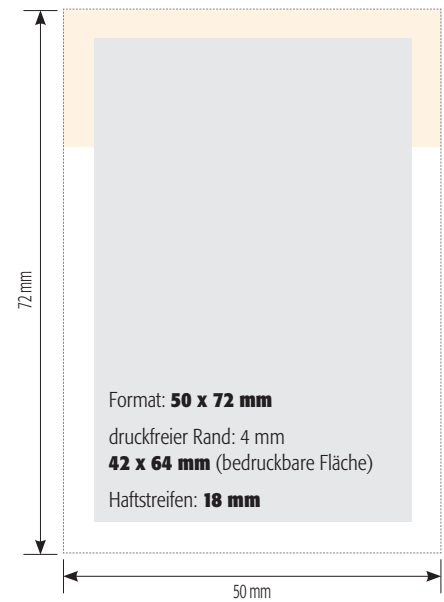 72 mm
Format: 50 x 72 mm
druckfreier Rand: 4 mm
42 x 64 mm (bedruckbare Fläche)
Haftstreifen: 18 mm
50 mm